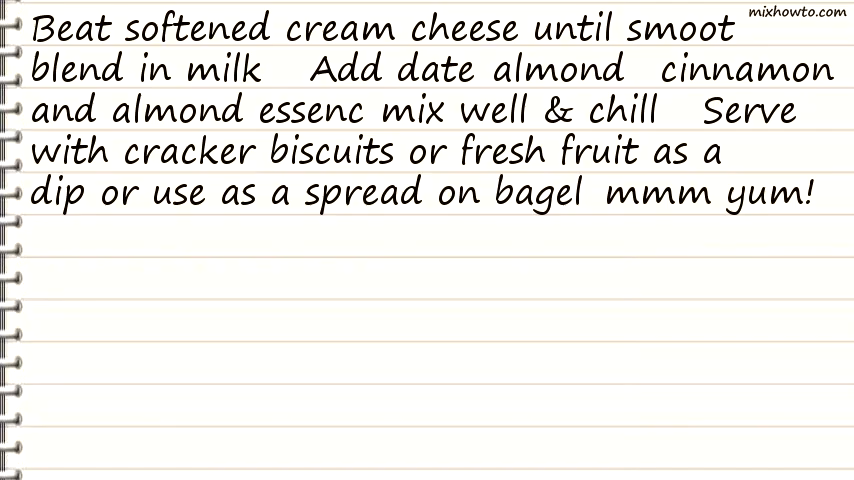 mixhowto.com
Beat softened cream cheese until smoot
blend in milk Add date almond cinnamon
and almond essenc mix well & chill Serve
with cracker biscuits or fresh fruit as a
dip or use as a spread on bagel mmm yum!